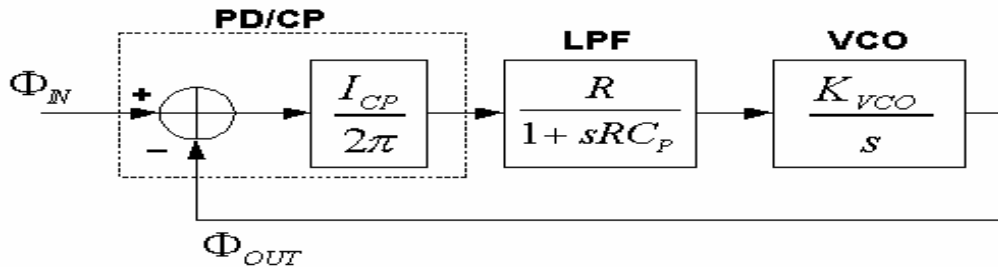 PD/CP
LPF
VCO
Φ_IN
+
−
I_CP / 2π
R / 1 + sRC_P
K_VCO / s
Φ_OUT